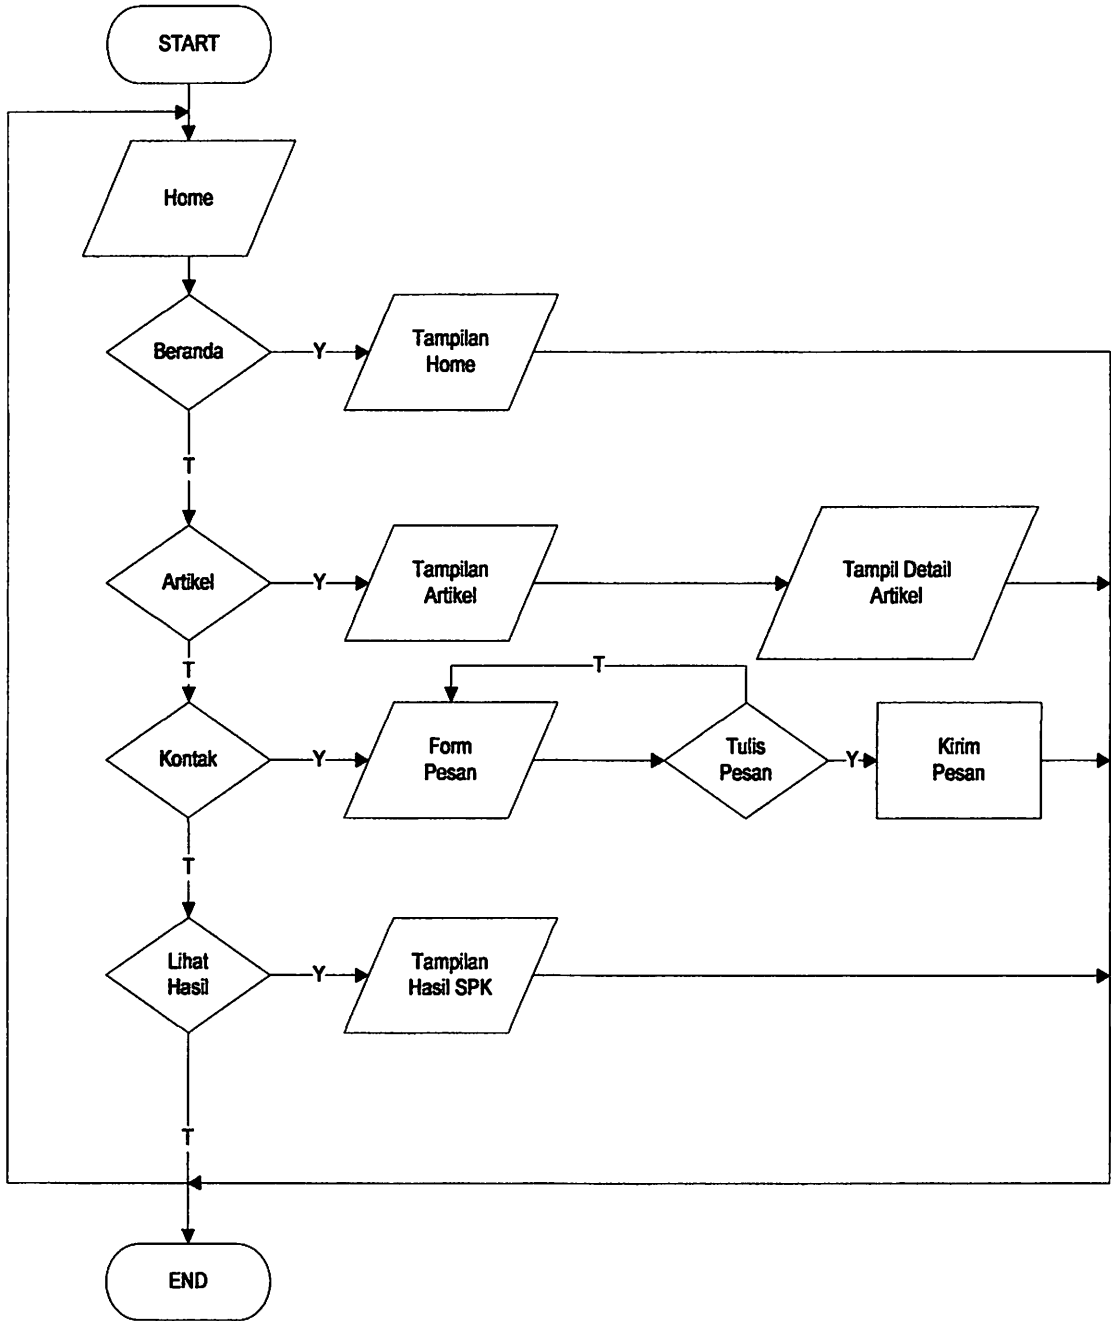 START
Home
Beranda
Y
Tampilan
Home
T
Artikel
Y
Tampilan
Artikel
Tampil Detail
Artikel
T
T
Kontak
Y
Form
Pesan
Tulis
Pesan
Y
Kirim
Pesan
T
Lihat
Hasil
Y
Tampilan
Hasil SPK
T
END